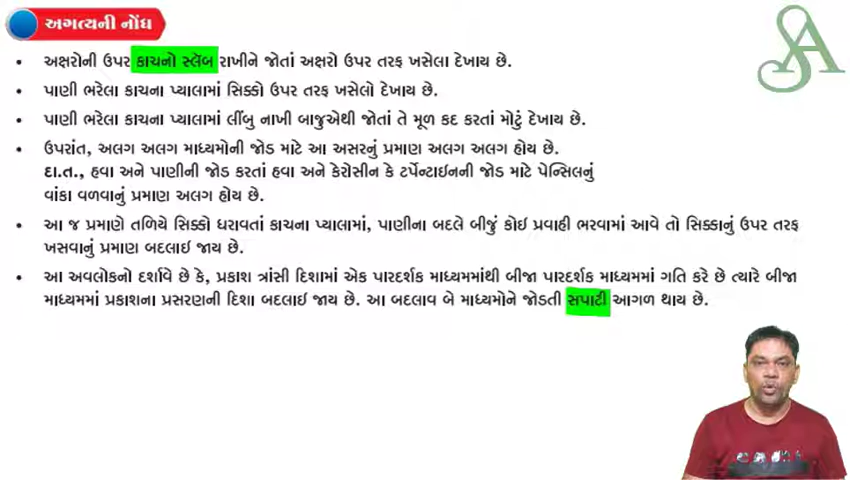 અગત્યની નોંધ
• અક્ષરોની ઉપર કાચનો સ્લૅબ રાખીને જોતાં અક્ષરો ઉપર તરફ ખસેલા દેખાય છે.
• પાણી ભરેલા કાચના પ્યાલામાં સિક્કો ઉપર તરફ ખસેલો દેખાય છે.
• પાણી ભરેલા કાચના પ્યાલામાં લીંબુ નાખી બાજુએથી જોતાં તે મૂળ કદ કરતાં મોટું દેખાય છે.
• ઉપરાંત, અલગ અલગ માધ્યમોની જોડ માટે આ અસરનું પ્રમાણ અલગ અલગ હોય છે.
દા.ત., હવા અને પાણીની જોડ કરતાં હવા અને કેરોસીન કે ટર્પેન્ટાઇનની જોડ માટે પેન્સિલનું
વાંકા વળવાનું પ્રમાણ અલગ હોય છે.
• આ જ પ્રમાણે તળિયે સિક્કો ધરાવતાં કાચના પ્યાલામાં, પાણીના બદલે બીજું કોઈ પ્રવાહી ભરવામાં આવે તો સિક્કાનું ઉપર તરફ
ખસવાનું પ્રમાણ બદલાઈ જાય છે.
• આ અવલોકનો દર્શાવે છે કે, પ્રકાશ ત્રાંસી દિશામાં એક પારદર્શક માધ્યમમાંથી બીજા પારદર્શક માધ્યમમાં ગતિ કરે છે ત્યારે બીજા
માધ્યમમાં પ્રકાશના પ્રસરણની દિશા બદલાઈ જાય છે. આ બદલાવ બે માધ્યમોને જોડતી સપાટી આગળ થાય છે.